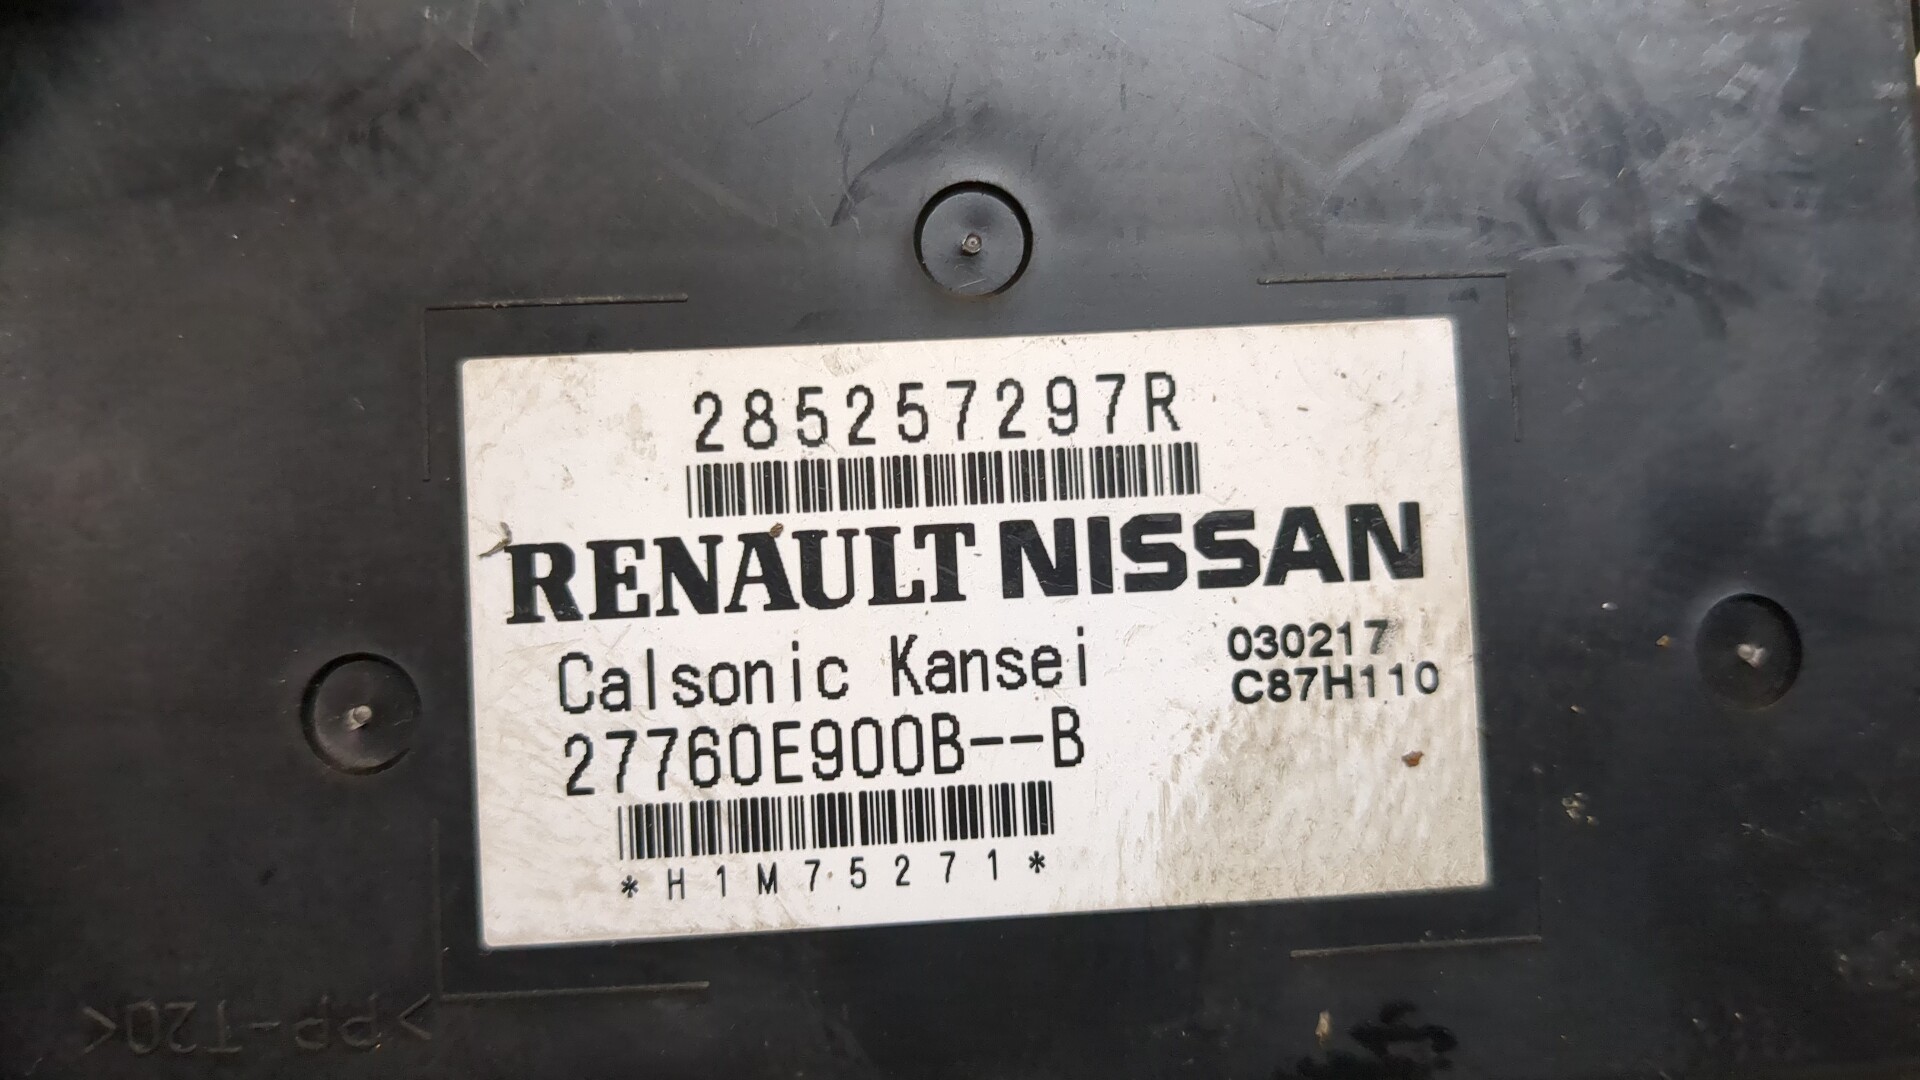 285257297R
RENAULT NISSAN
Calsonic Kansei
030217
C87H110
27760E900B--B
*H1M75271*
>PP-T20<